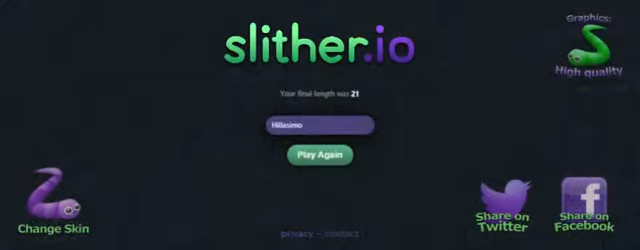 slither.io
Graphics:
High quality
Your final length was 21
Hillasimo
Play Again
Change Skin
Share on
Twitter
Share on
Facebook
privacy - contact